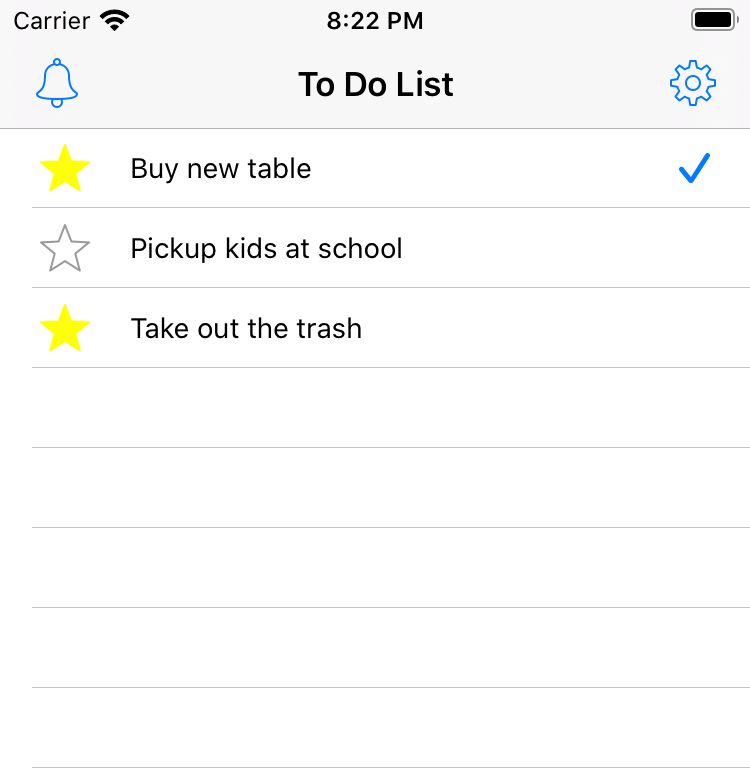 Carrier 8:22 PM
To Do List
Buy new table
Pickup kids at school
Take out the trash